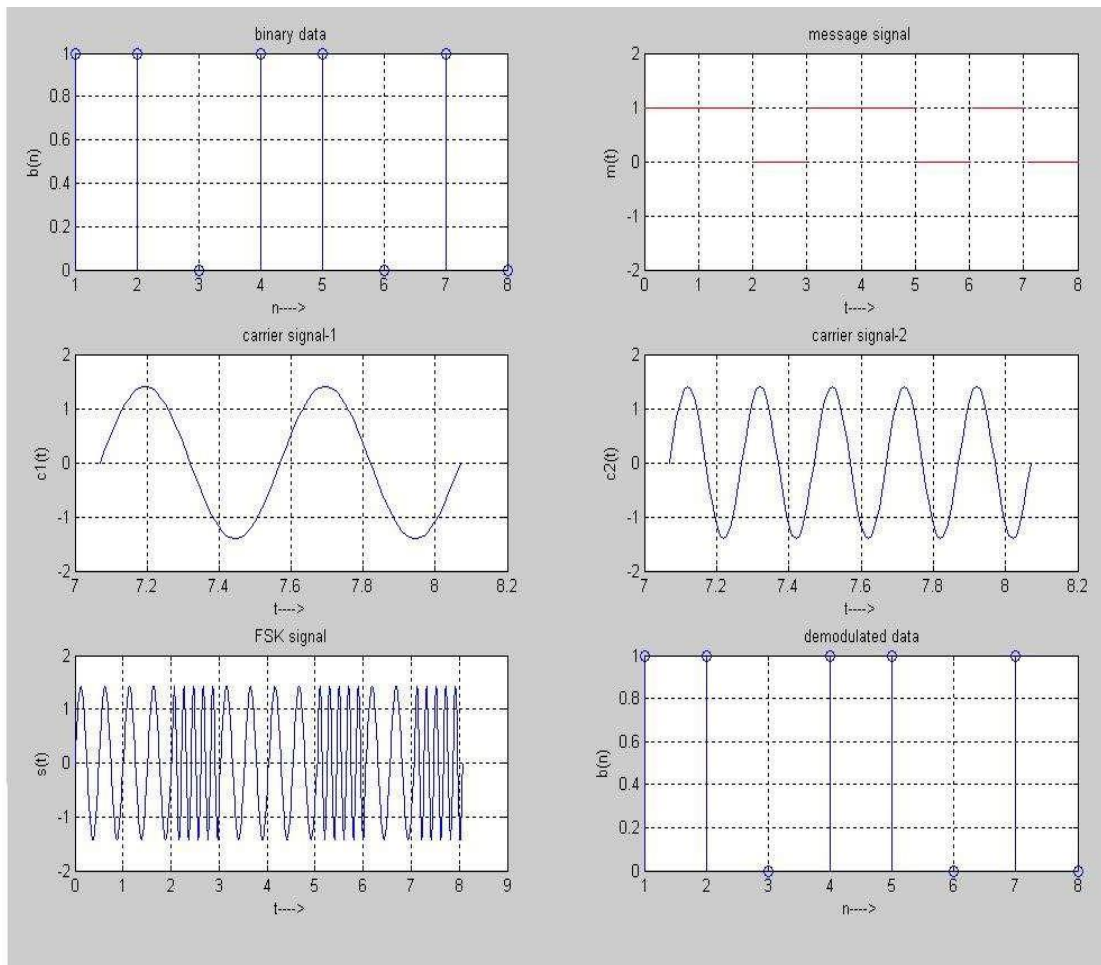 binary data
1
0.8
0.6
0.4
0.2
0
b(n)
1 2 3 4 5 6 7 8
n---->
message signal
2
1
0
-1
-2
m(t)
0 1 2 3 4 5 6 7 8
t---->
carrier signal-1
2
1
0
-1
-2
c1(t)
7 7.2 7.4 7.6 7.8 8 8.2
t---->
carrier signal-2
2
1
0
-1
-2
c2(t)
7 7.2 7.4 7.6 7.8 8 8.2
t---->
FSK signal
2
1
0
-1
-2
s(t)
0 1 2 3 4 5 6 7 8 9
t---->
demodulated data
1
0.8
0.6
0.4
0.2
0
b(n)
1 2 3 4 5 6 7 8
n---->